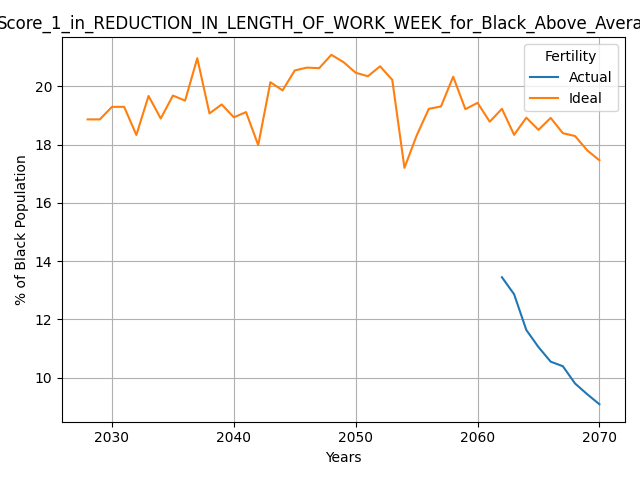 Score_1_in_REDUCTION_IN_LENGTH_OF_WORK_WEEK_for_Black_Above_Avera
Fertility
Actual
Ideal
% of Black Population
20
18
16
14
12
10
2030 2040 2050 2060 2070
Years